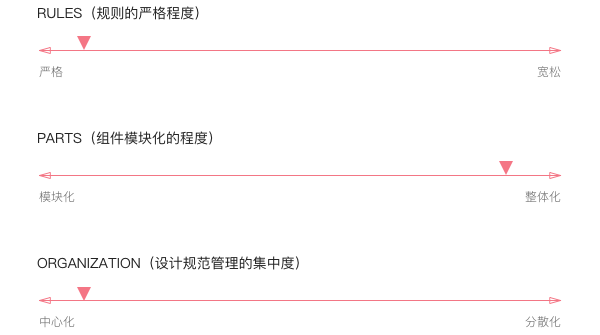 RULES（规则的严格程度）
严格 宽松
PARTS（组件模块化的程度）
模块化 整体化
ORGANIZATION（设计规范管理的集中度）
中心化 分散化